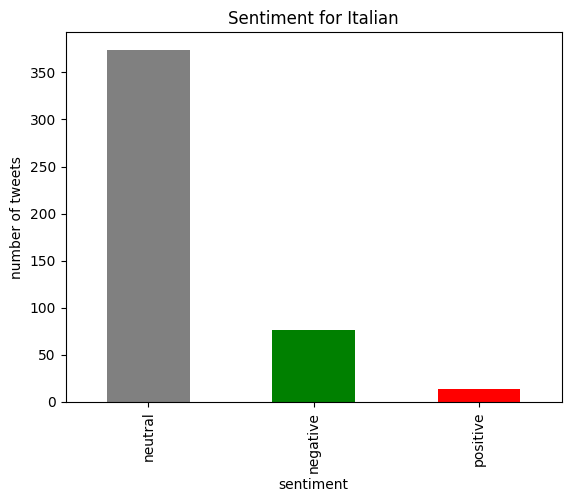 Sentiment for Italian
number of tweets
350
300
250
200
150
100
50
0
neutral
negative
positive
sentiment